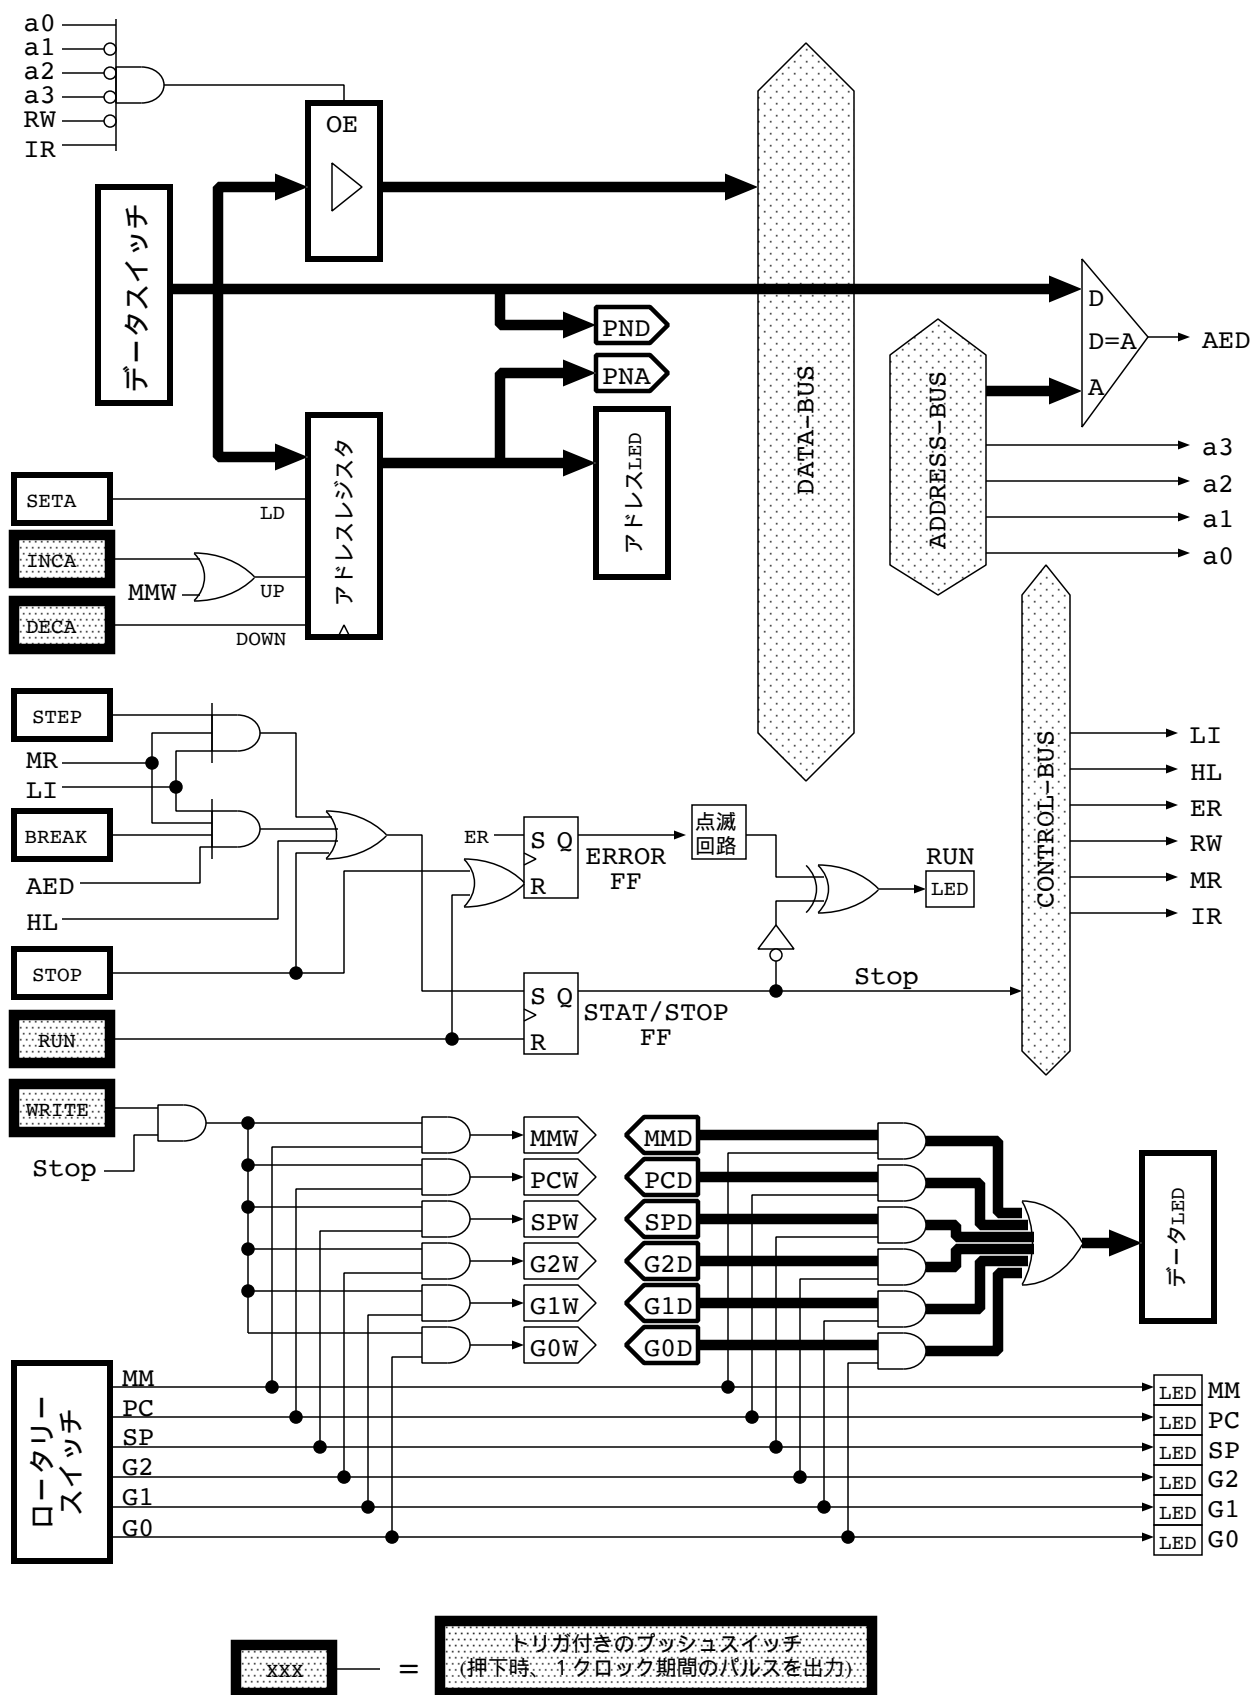 a0
a1
a2
a3
RW
IR
OE
データスイッチ
PND
PNA
アドレスLED
アドレスレジスタ
SETA
LD
INCA
MMW
UP
DECA
DOWN
DATA-BUS
D
D=A
A
AED
ADDRESS-BUS
a3
a2
a1
a0
STEP
MR
LI
BREAK
AED
HL
STOP
RUN
ER
S Q
R
ERROR
FF
点滅
回路
RUN
LED
S Q
R
STAT/STOP
FF
Stop
CONTROL-BUS
LI
HL
ER
RW
MR
IR
WRITE
Stop
MMW
PCW
SPW
G2W
G1W
G0W
MMD
PCD
SPD
G2D
G1D
G0D
データLED
ロータリー
スイッチ
MM
PC
SP
G2
G1
G0
LED MM
LED PC
LED SP
LED G2
LED G1
LED G0
xxx
=
トリガ付きのプッシュスイッチ
(押下時、１クロック期間のパルスを出力)